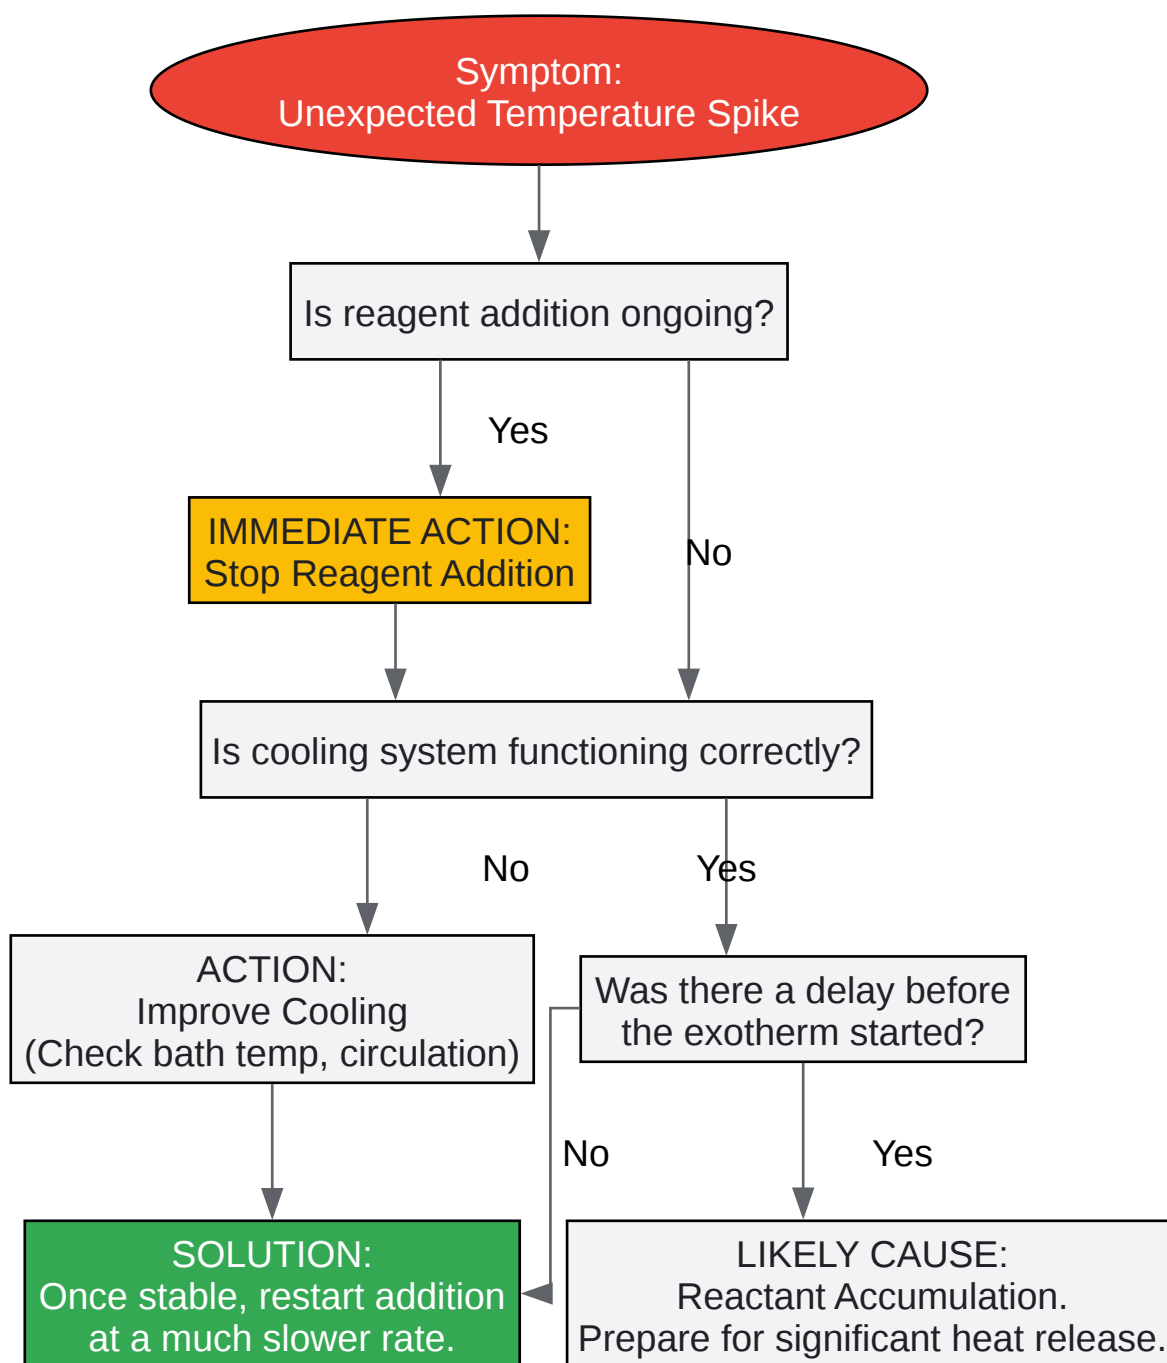 Symptom:
Unexpected Temperature Spike
Is reagent addition ongoing?
Yes
IMMEDIATE ACTION:
Stop Reagent Addition
No
Is cooling system functioning correctly?
No
Yes
ACTION:
Improve Cooling
(Check bath temp, circulation)
Was there a delay before
the exotherm started?
No
Yes
SOLUTION:
Once stable, restart addition
at a much slower rate.
LIKELY CAUSE:
Reactant Accumulation.
Prepare for significant heat release.